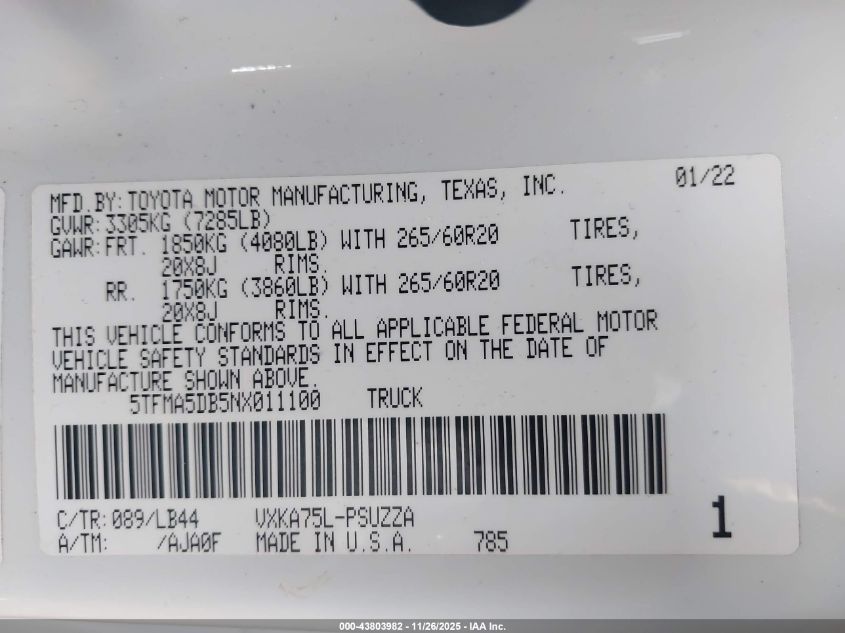 MFD.BY:TOYOTA MOTOR MANUFACTURING, TEXAS, INC. 01/22
GVWR:3305KG (7285LB)
GAWR:FRT. 1850KG (4080LB) WITH 265/60R20 TIRES,
20X8J RIMS.
RR. 1750KG (3860LB) WITH 265/60R20 TIRES,
20X8J RIMS.
THIS VEHICLE CONFORMS TO ALL APPLICABLE FEDERAL MOTOR
VEHICLE SAFETY STANDARDS IN EFFECT ON THE DATE OF
MANUFACTURE SHOWN ABOVE.
5TFMA5DB5NX011100 TRUCK
C/TR:089/LB44 VXKA75L-PSUZZA
A/TM: /AJA0F MADE IN U.S.A. 785
1
000-43803982 - 11/26/2025 - IAA Inc.